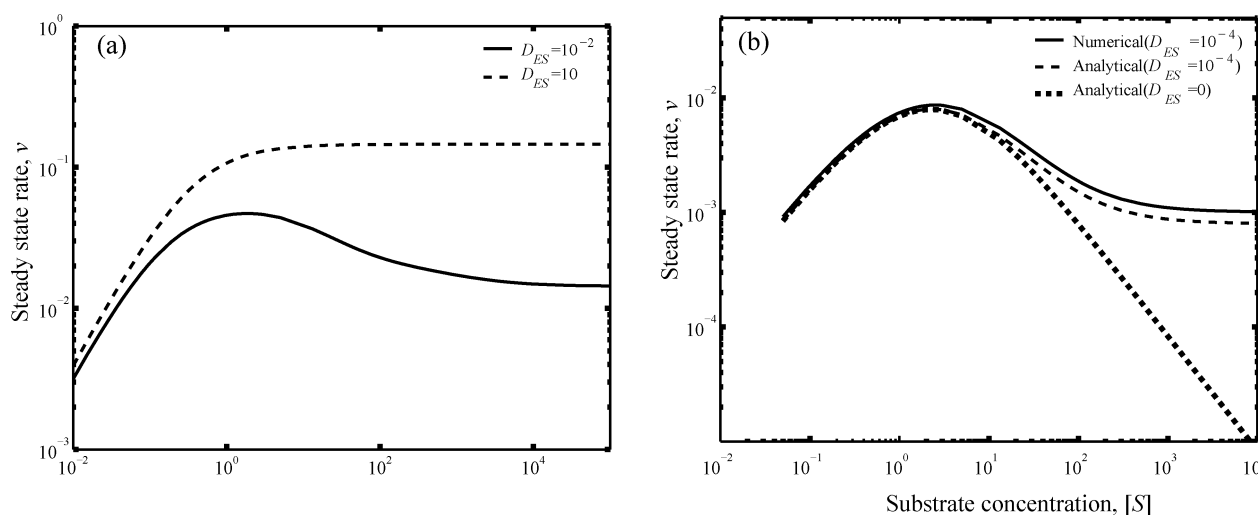 (a)
D_ES=10^-2
D_ES=10
Steady state rate, v
10^0
10^-1
10^-2
10^-3
10^-2
10^0
10^2
10^4
(b)
Numerical(D_ES =10^-4)
Analytical(D_ES=10^-4)
Analytical(D_ES=0)
Steady state rate, v
10^-2
10^-3
10^-4
10^-2
10^-1
10^0
10^1
10^2
10^3
10
Substrate concentration, [S]